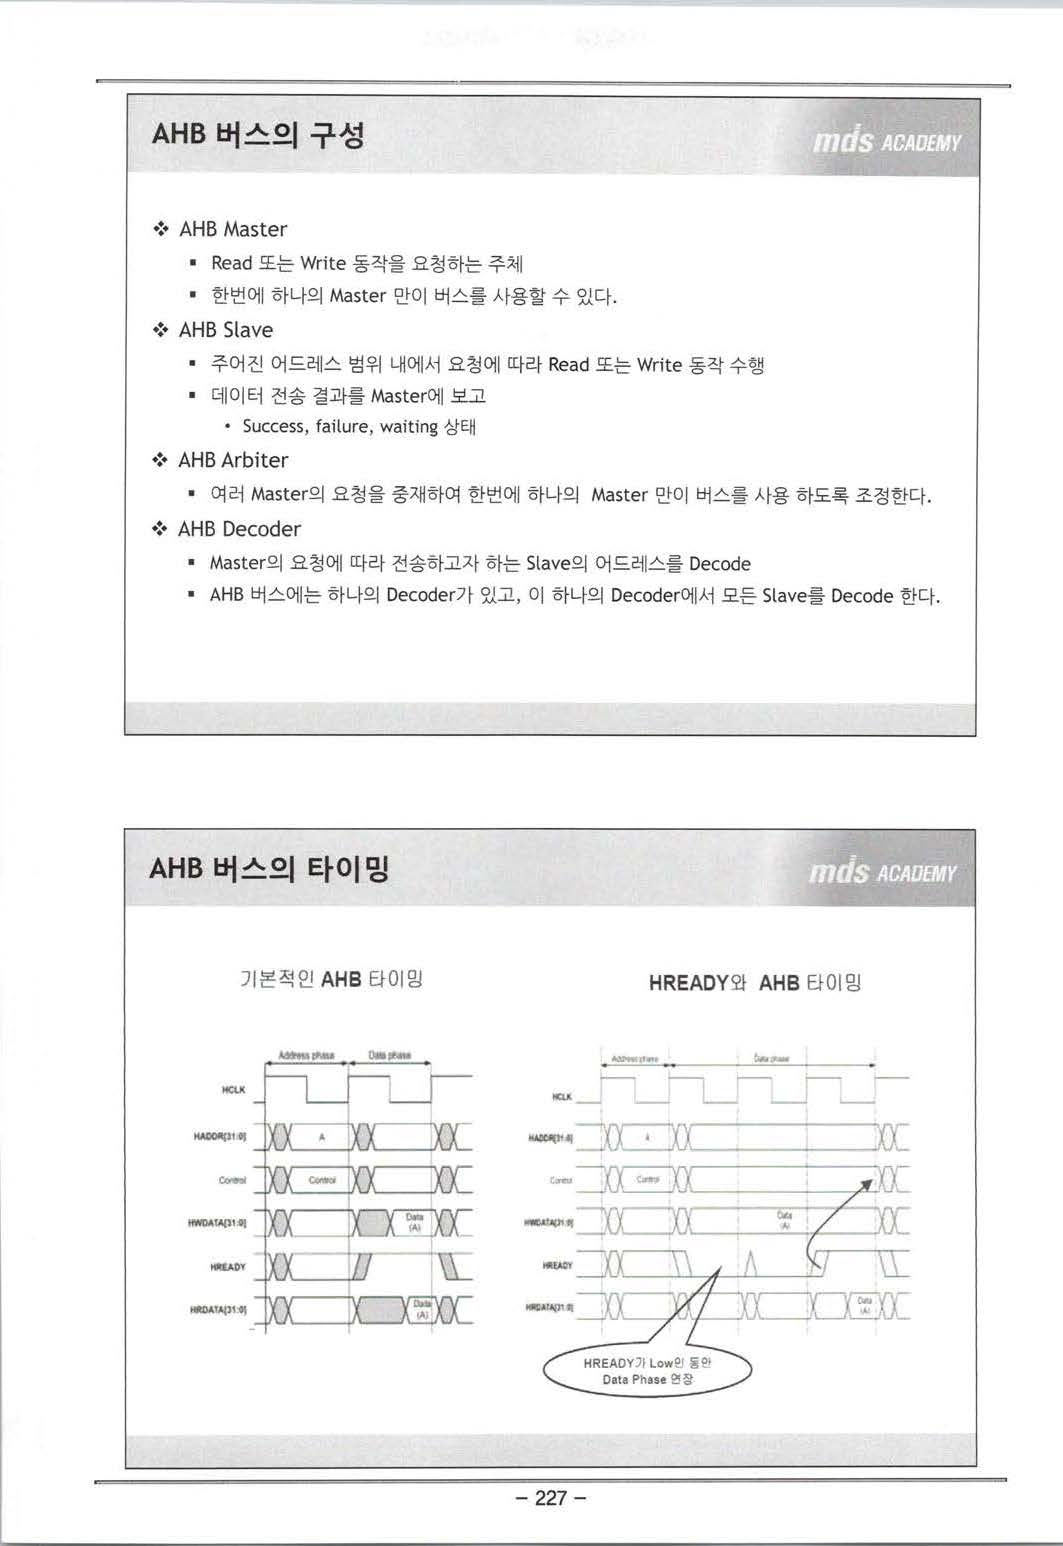 AHB 버스의 구성
mds ACADEMY
❖ AHB Master
▪ Read 또는 Write 동작을 요청하는 주체
▪ 한번에 하나의 Master 만이 버스를 사용할 수 있다.
❖ AHB Slave
▪ 주어진 어드레스 범위 내에서 요청에 따라 Read 또는 Write 동작 수행
▪ 데이터 전송 결과를 Master에 보고
• Success, failure, waiting 상태
❖ AHB Arbiter
▪ 여러 Master의 요청을 중재하여 한번에 하나의 Master 만이 버스를 사용 하도록 조정한다.
❖ AHB Decoder
▪ Master의 요청에 따라 전송하고자 하는 Slave의 어드레스를 Decode
▪ AHB 버스에는 하나의 Decoder가 있고, 이 하나의 Decoder에서 모든 Slave를 Decode 한다.
AHB 버스의 타이밍
mds ACADEMY
기본적인 AHB 타이밍
Address phase Data phase
HCLK
HADDR[31:0] A
Control Control
HWDATA[31:0] Data (A)
HREADY
HRDATA[31:0] Data (A)
HREADY와 AHB 타이밍
Address phase Data phase
HCLK
HADDR[31:0] A
Control Control
HWDATA[31:0] Data (A)
HREADY
HRDATA[31:0] Data (A)
HREADY가 Low인 동안
Data Phase 연장
- 227 -